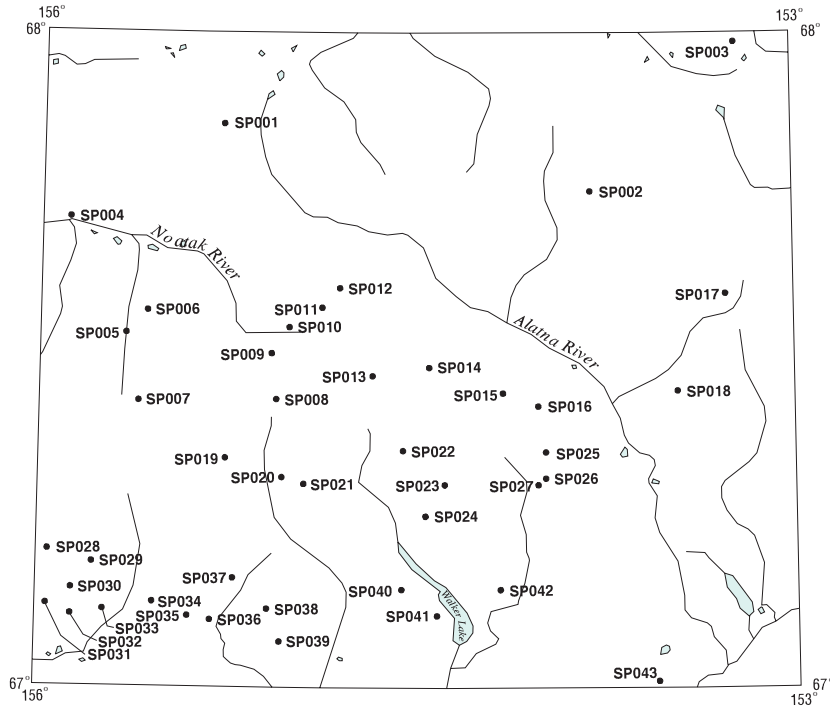 156° 153°
68° 68°
SP003
SP001
SP002
SP004
Noatak River
SP012
SP017
SP006
SP011
SP010
SP005
Alatna River
SP009
SP014
SP013
SP018
SP015
SP007
SP008
SP016
SP022
SP025
SP019
SP020
SP026
SP021
SP023
SP027
SP024
SP028
SP029
SP037
SP030
SP040
SP042
SP034
Walker Lake
SP038
SP035
SP036
SP041
SP033
SP032
SP039
SP031
SP043
67° 67°
156° 153°